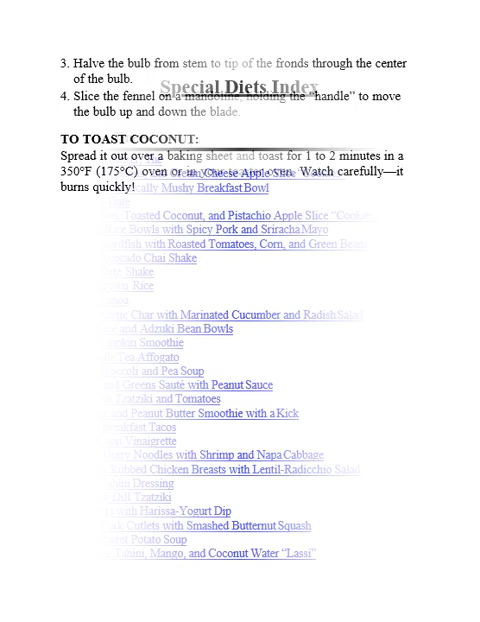 3. Halve the bulb from stem to tip of the fronds through the center
of the bulb.
Special Diets Index
4. Slice the fennel on a mandoline, holding the “handle” to move
the bulb up and down the blade.
TO TOAST COCONUT:
Spread it out over a baking sheet and toast for 1 to 2 minutes in a
350°F (175°C) oven or in your toaster oven. Watch carefully—it
Cream Cheese Apple Slice
burns quickly!
Mushy Breakfast Bowl
Toasted Coconut, and Pistachio Apple Slice “Cookies
Bowls with Spicy Pork and Sriracha Mayo
with Roasted Tomatoes, Corn, and Green Beans
Chai Shake
Shake
Rice
Char with Marinated Cucumber and Radish Salad
and Adzuki Bean Bowls
Smoothie
Tea Affogato
and Pea Soup
Greens Sauté with Peanut Sauce
Tzatziki and Tomatoes
and Peanut Butter Smoothie with a Kick
Breakfast Tacos
Vinaigrette
Noodles with Shrimp and Napa Cabbage
Rubbed Chicken Breasts with Lentil-Radicchio Salad
Dressing
Dill Tzatziki
with Harissa-Yogurt Dip
Cutlets with Smashed Butternut Squash
Potato Soup
Tahini, Mango, and Coconut Water “Lassi”